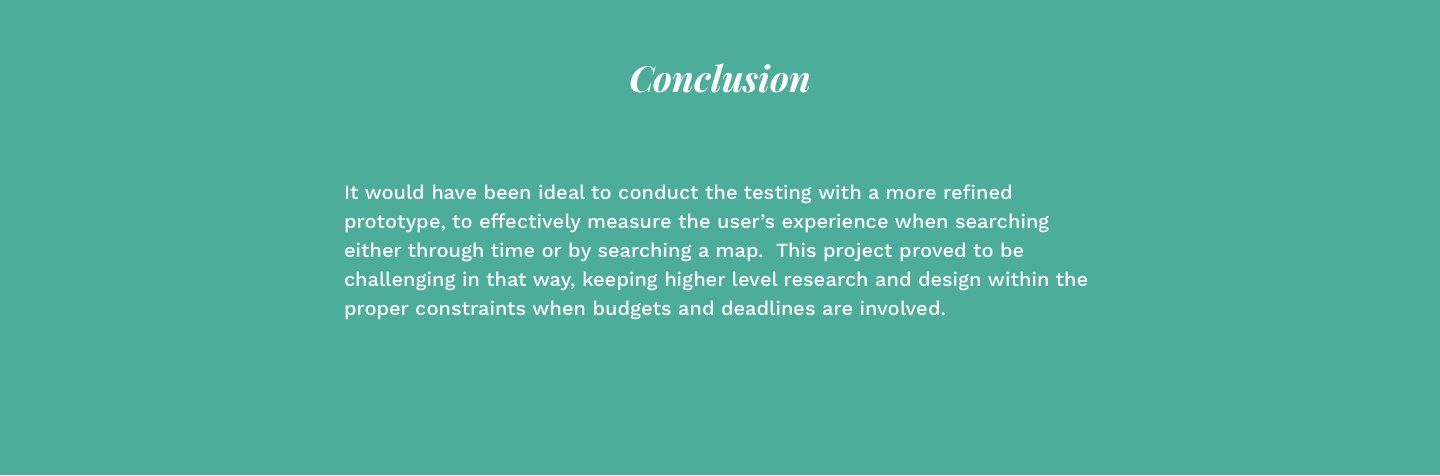 Conclusion
It would have been ideal to conduct the testing with a more refined
prototype, to effectively measure the user’s experience when searching
either through time or by searching a map.  This project proved to be
challenging in that way, keeping higher level research and design within the
proper constraints when budgets and deadlines are involved.